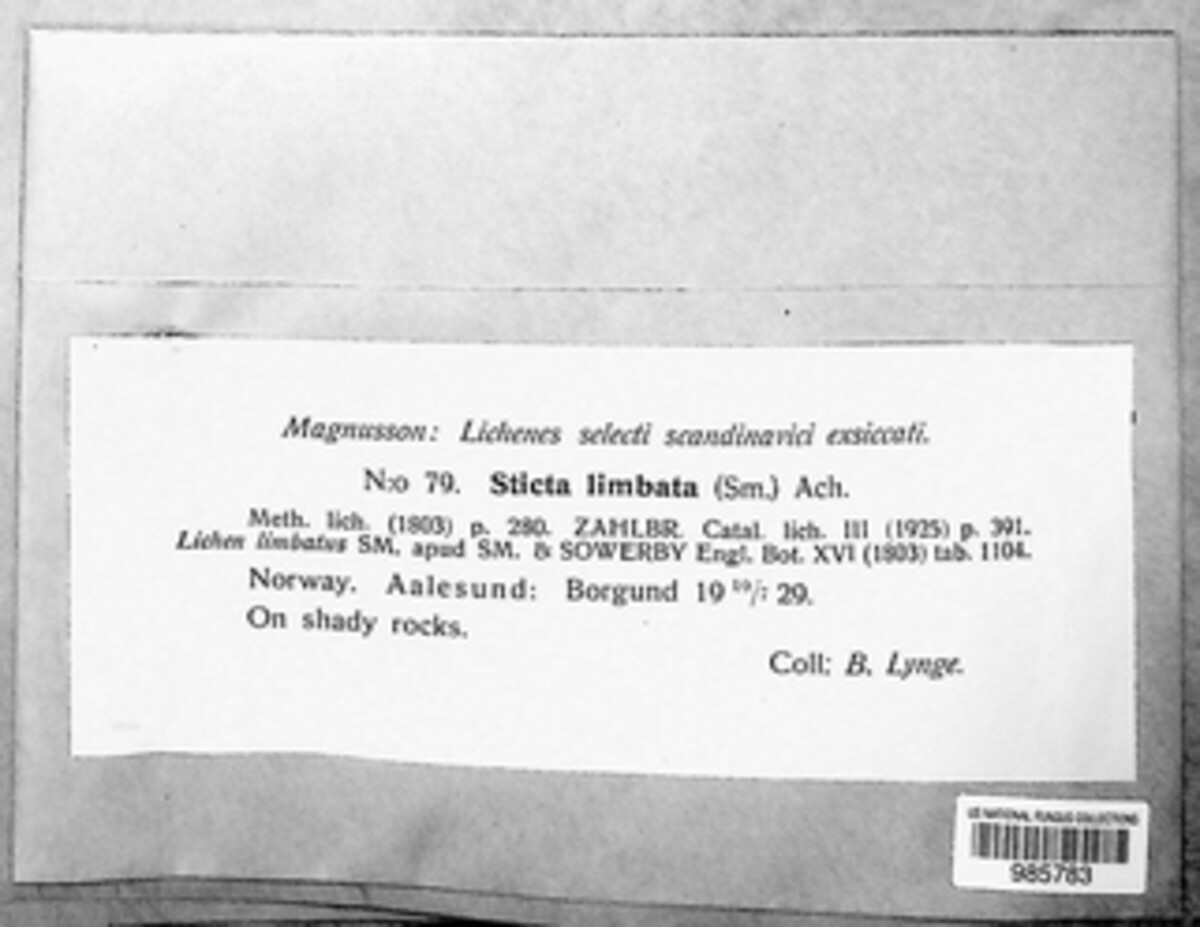 Magnusson: Lichenes selecti scandinavici exsiccati.
N:o 79. Sticta limbata (Sm.) Ach.
Meth. lich. (1803) p. 280. ZAHLBR. Catal. lich. III (1925) p. 391.
Lichen limbatus SM. apud SM. & SOWERBY Engl. Bot. XVI (1803) tab. 1104.
Norway. Aalesund: Borgund 19 29.
On shady rocks.
Coll: B. Lynge.
US NATIONAL FUNGUS COLLECTIONS
985783